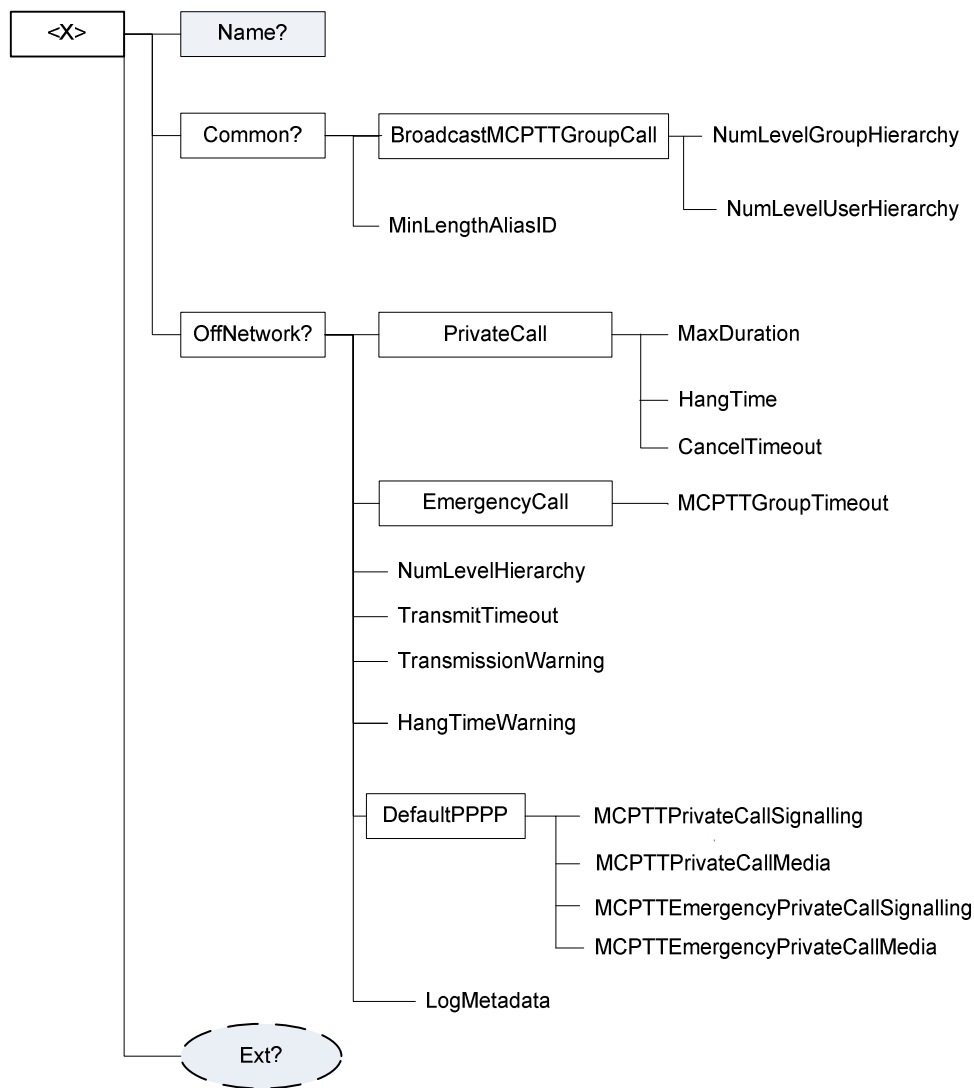 <X>
Name?
Common?
BroadcastMCPTTGroupCall
NumLevelGroupHierarchy
NumLevelUserHierarchy
MinLengthAliasID
OffNetwork?
PrivateCall
MaxDuration
HangTime
CancelTimeout
EmergencyCall
MCPTTGroupTimeout
NumLevelHierarchy
TransmitTimeout
TransmissionWarning
HangTimeWarning
DefaultPPPP
MCPTTPrivateCallSignalling
MCPTTPrivateCallMedia
MCPTTEmergencyPrivateCallSignalling
MCPTTEmergencyPrivateCallMedia
LogMetadata
Ext?